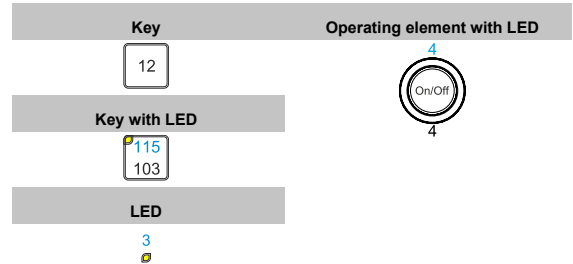 Key
12
Key with LED
115
103
LED
3
Operating element with LED
4
On/Off
4